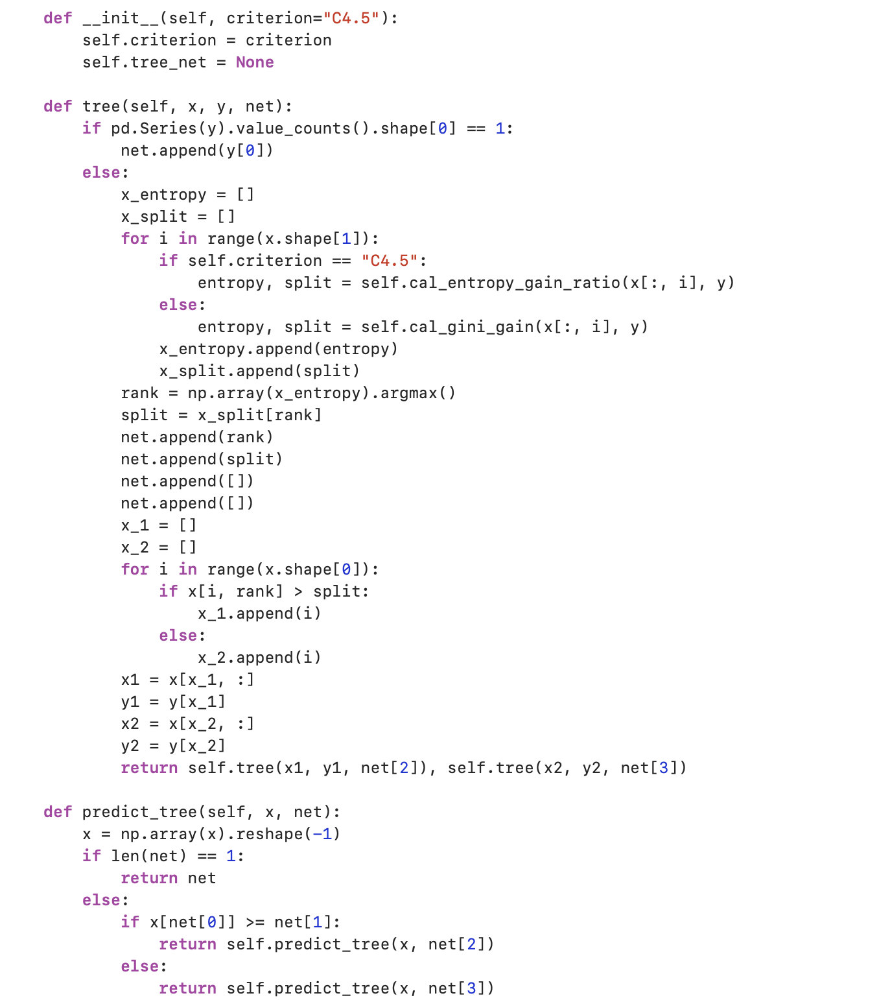 def __init__(self, criterion="C4.5"):
    self.criterion = criterion
    self.tree_net = None

def tree(self, x, y, net):
    if pd.Series(y).value_counts().shape[0] == 1:
        net.append(y[0])
    else:
        x_entropy = []
        x_split = []
        for i in range(x.shape[1]):
            if self.criterion == "C4.5":
                entropy, split = self.cal_entropy_gain_ratio(x[:, i], y)
            else:
                entropy, split = self.cal_gini_gain(x[:, i], y)
            x_entropy.append(entropy)
            x_split.append(split)
        rank = np.array(x_entropy).argmax()
        split = x_split[rank]
        net.append(rank)
        net.append(split)
        net.append([])
        net.append([])
        x_1 = []
        x_2 = []
        for i in range(x.shape[0]):
            if x[i, rank] > split:
                x_1.append(i)
            else:
                x_2.append(i)
        x1 = x[x_1, :]
        y1 = y[x_1]
        x2 = x[x_2, :]
        y2 = y[x_2]
        return self.tree(x1, y1, net[2]), self.tree(x2, y2, net[3])

def predict_tree(self, x, net):
    x = np.array(x).reshape(-1)
    if len(net) == 1:
        return net
    else:
        if x[net[0]] >= net[1]:
            return self.predict_tree(x, net[2])
        else:
            return self.predict_tree(x, net[3])